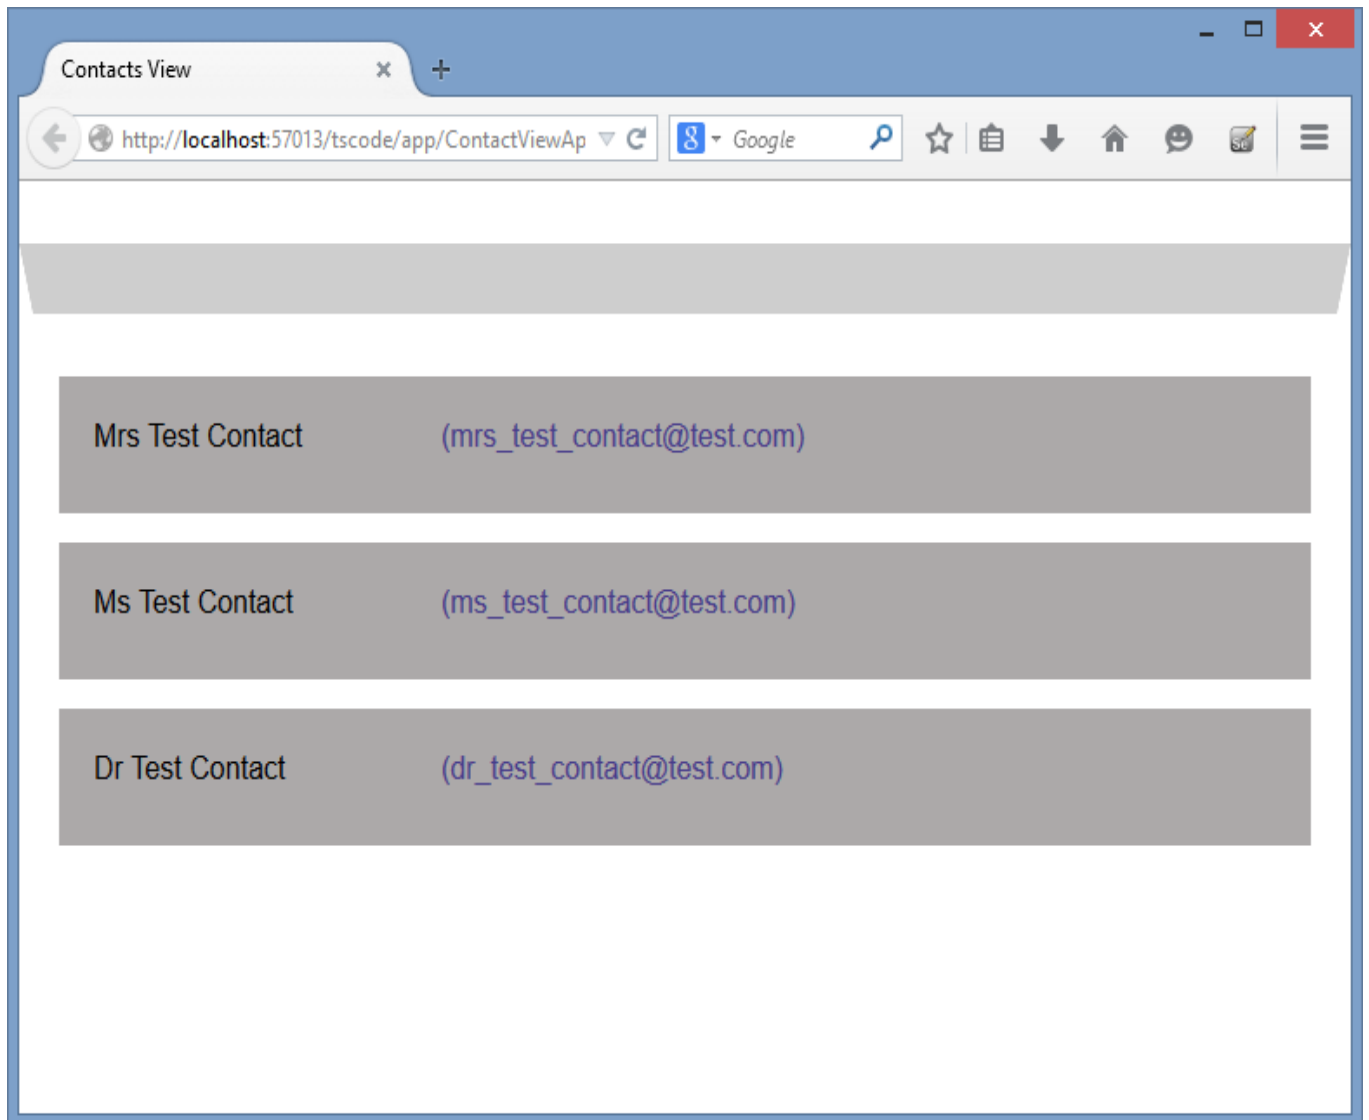 Contacts View
http://localhost:57013/tscode/app/ContactViewAp
8 Google
Mrs Test Contact (mrs_test_contact@test.com)
Ms Test Contact (ms_test_contact@test.com)
Dr Test Contact (dr_test_contact@test.com)